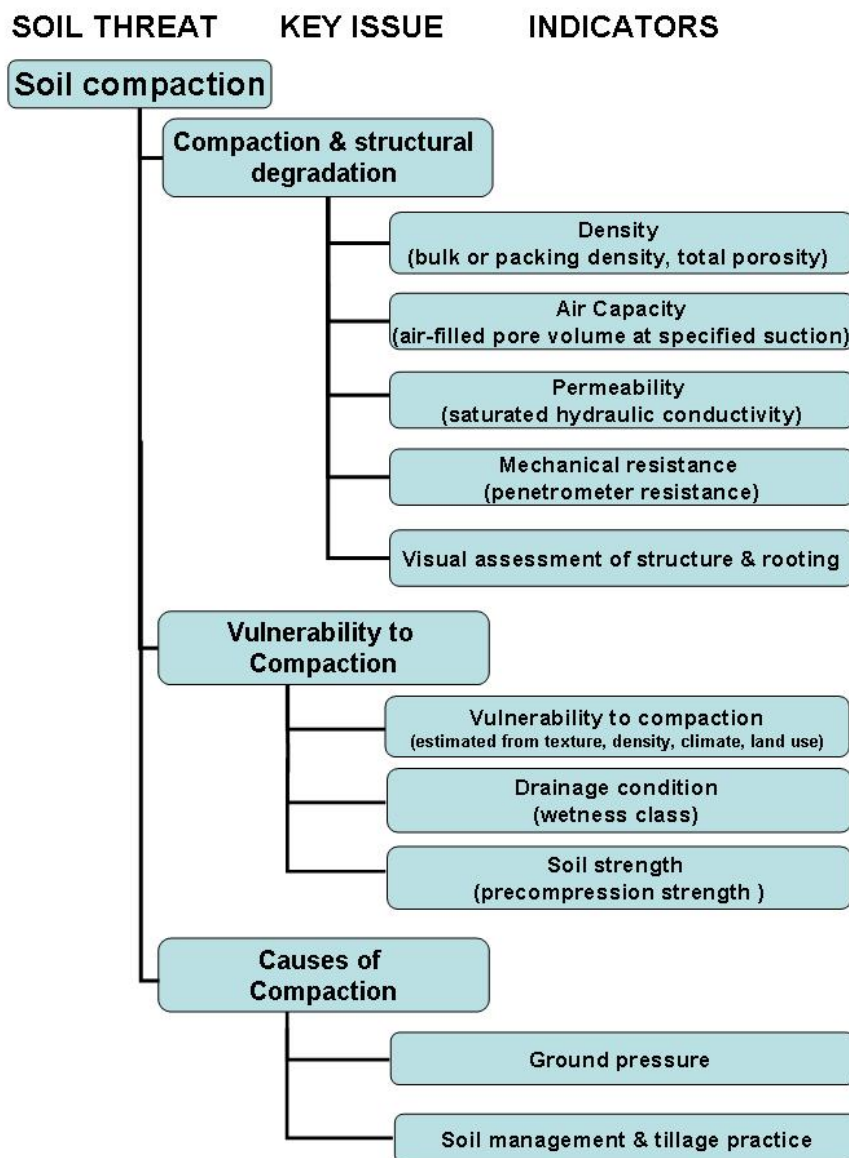 SOIL THREAT KEY ISSUE INDICATORS
Soil compaction
Compaction & structural
degradation
Density
(bulk or packing density, total porosity)
Air Capacity
(air-filled pore volume at specified suction)
Permeability
(saturated hydraulic conductivity)
Mechanical resistance
(penetrometer resistance)
Visual assessment of structure & rooting
Vulnerability to
Compaction
Vulnerability to compaction
(estimated from texture, density, climate, land use)
Drainage condition
(wetness class)
Soil strength
(precompression strength )
Causes of
Compaction
Ground pressure
Soil management & tillage practice